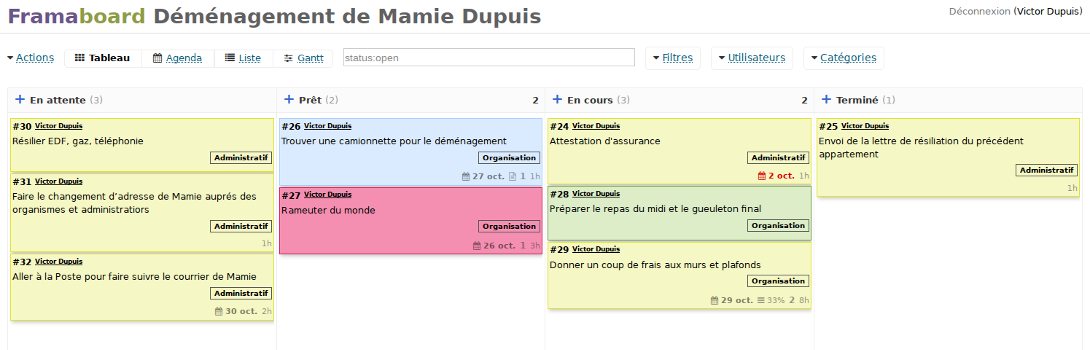 Framaboard Déménagement de Mamie Dupuis
Déconnexion (Victor Dupuis)
Actions Tableau Agenda Liste Gantt status:open Filtres Utilisateurs Catégories
+ En attente (3)
#30 Victor Dupuis
Résilier EDF, gaz, téléphonie
Administratif
#31 Victor Dupuis
Faire le changement d’adresse de Mamie auprés des
organismes et administratiors
Administratif
1h
#32 Victor Dupuis
Aller à la Poste pour faire suivre le courrier de Mamie
Administratif
30 oct. 2h
+ Prêt (2) 2
#26 Victor Dupuis
Trouver une camionnette pour le déménagement
Organisation
27 oct. 1 1h
#27 Victor Dupuis
Rameuter du monde
Organisation
26 oct. 1 3h
+ En cours (3) 2
#24 Victor Dupuis
Attestation d'assurance
Administratif
2 oct. 1h
#28 Victor Dupuis
Préparer le repas du midi et le gueuleton final
Organisation
#29 Victor Dupuis
Donner un coup de frais aux murs et plafonds
Organisation
29 oct. 33% 2 8h
+ Terminé (1)
#25 Victor Dupuis
Envoi de la lettre de résiliation du précédent
appartement
Administratif
1h